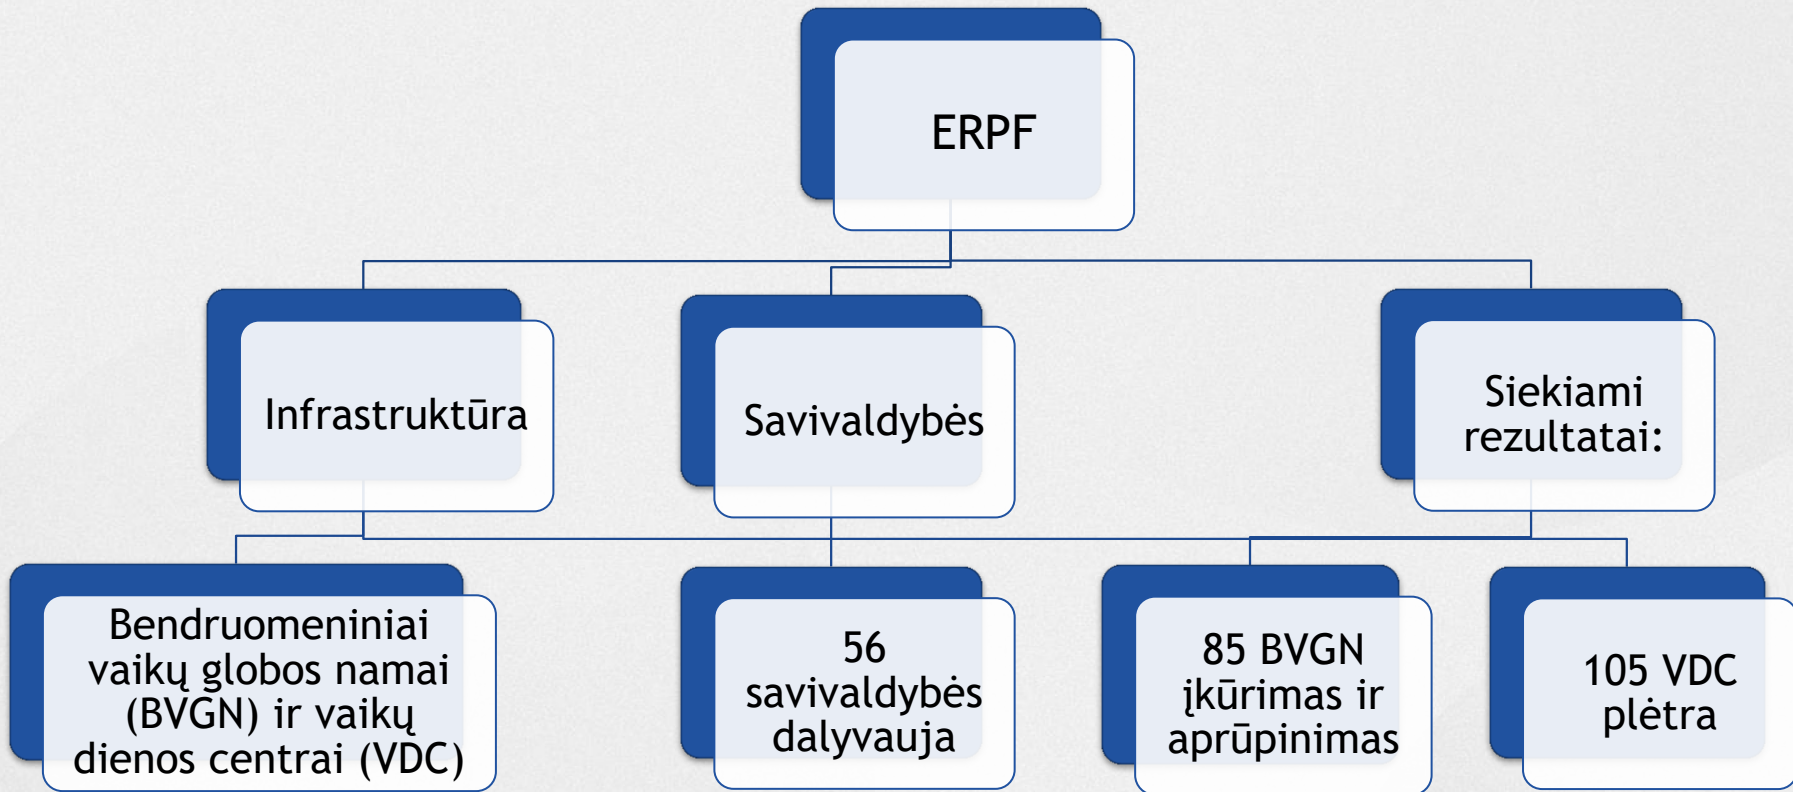 ERPF
Infrastruktūra
Savivaldybės
Siekiami
rezultatai:
Bendruomeniniai
vaikų globos namai
(BVGN) ir vaikų
dienos centrai (VDC)
56
savivaldybės
dalyvauja
85 BVGN
įkūrimas ir
aprūpinimas
105 VDC
plėtra